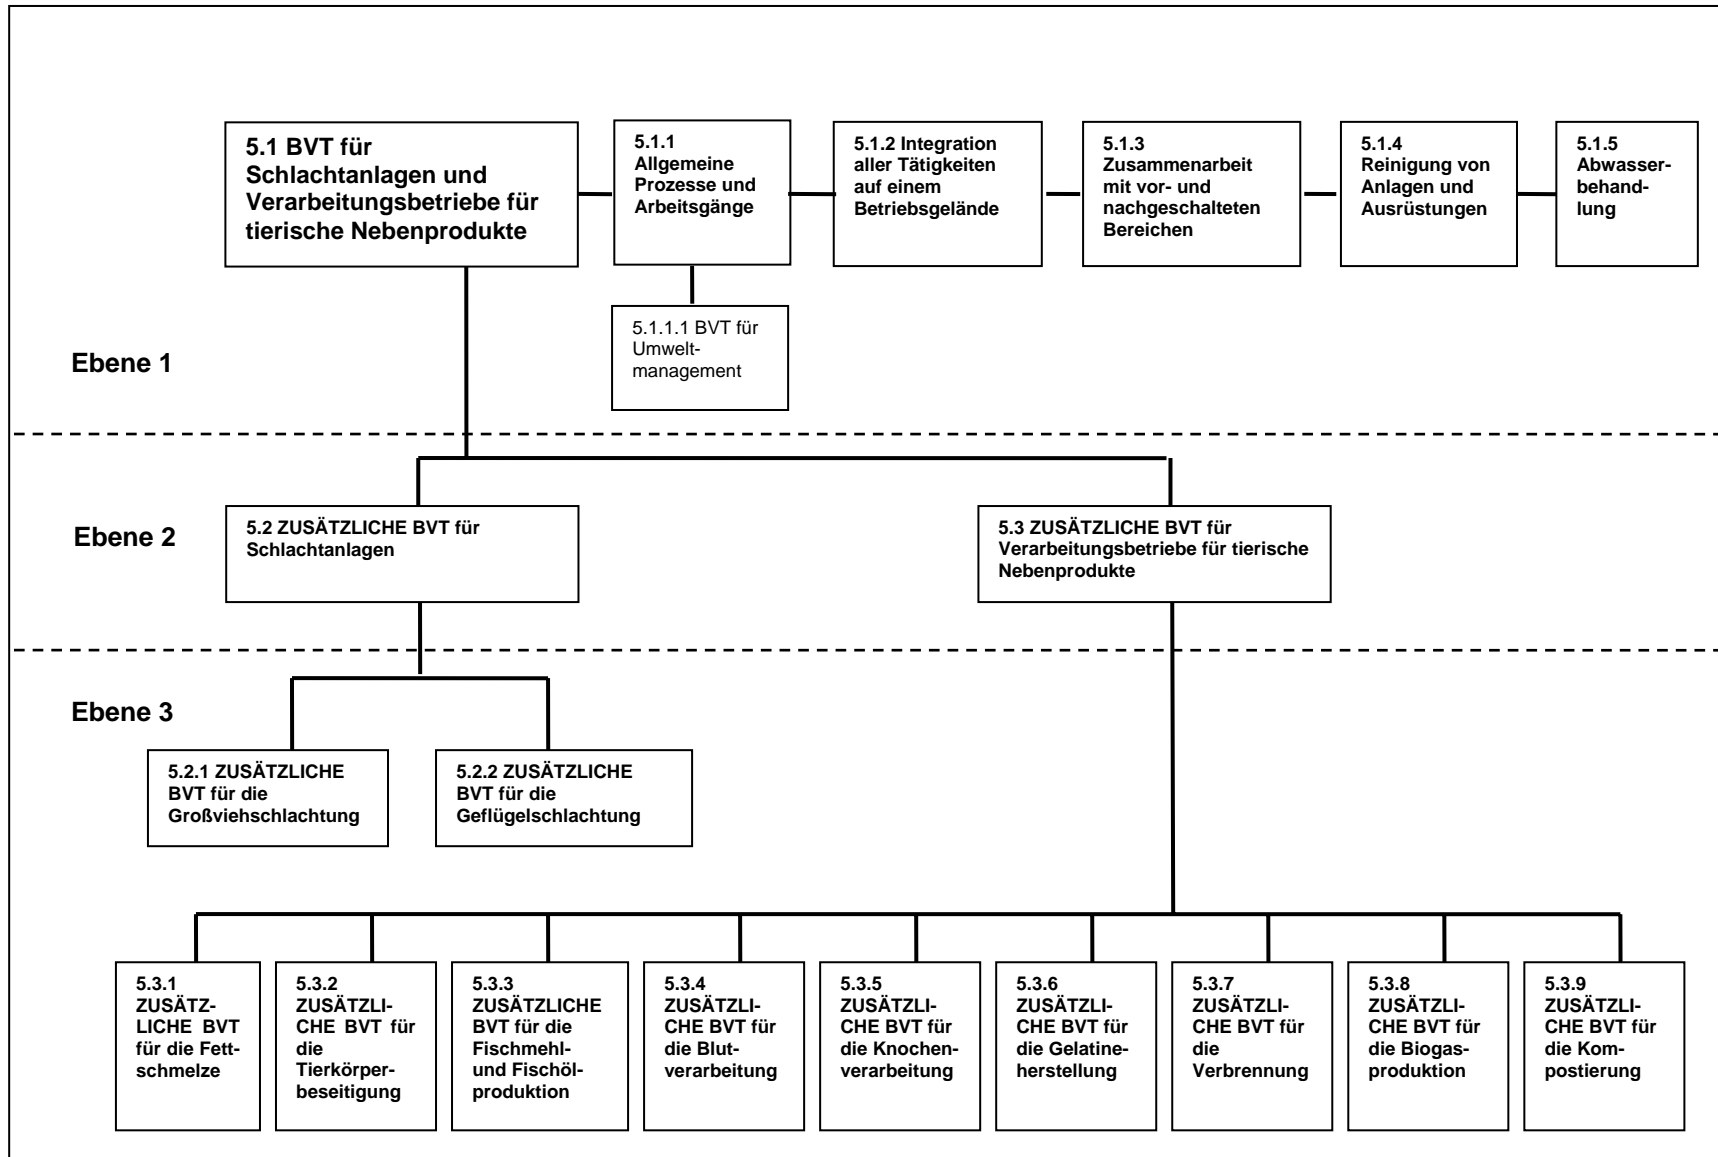 5.1 BVT für
Schlachtanlagen und
Verarbeitungsbetriebe für
tierische Nebenprodukte
5.1.1
Allgemeine
Prozesse und
Arbeitsgänge
5.1.2 Integration
aller Tätigkeiten
auf einem
Betriebsgelände
5.1.3
Zusammenarbeit
mit vor- und
nachgeschalteten
Bereichen
5.1.4
Reinigung von
Anlagen und
Ausrüstungen
5.1.5
Abwasser-
behand-
lung
5.1.1.1 BVT für
Umwelt-
management
Ebene 1
Ebene 2
5.2 ZUSÄTZLICHE BVT für
Schlachtanlagen
5.3 ZUSÄTZLICHE BVT für
Verarbeitungsbetriebe für tierische
Nebenprodukte
Ebene 3
5.2.1 ZUSÄTZLICHE
BVT für die
Großviehschlachtung
5.2.2 ZUSÄTZLICHE
BVT für die
Geflügelschlachtung
5.3.1
ZUSÄTZ-
LICHE BVT
für die Fett-
schmelze
5.3.2
ZUSÄTZLI-
CHE BVT für
die
Tierkörper-
beseitigung
5.3.3
ZUSÄTZLICHE
BVT für die
Fischmehl-
und Fischöl-
produktion
5.3.4
ZUSÄTZLI-
CHE BVT für
die Blut-
verarbeitung
5.3.5
ZUSÄTZLI-
CHE BVT für
die Knochen-
verarbeitung
5.3.6
ZUSÄTZLI-
CHE BVT für
die Gelatine-
herstellung
5.3.7
ZUSÄTZLI-
CHE BVT für
die
Verbrennung
5.3.8
ZUSÄTZLI-
CHE BVT für
die Biogas-
produktion
5.3.9
ZUSÄTZLI-
CHE BVT für
die Kom-
postierung